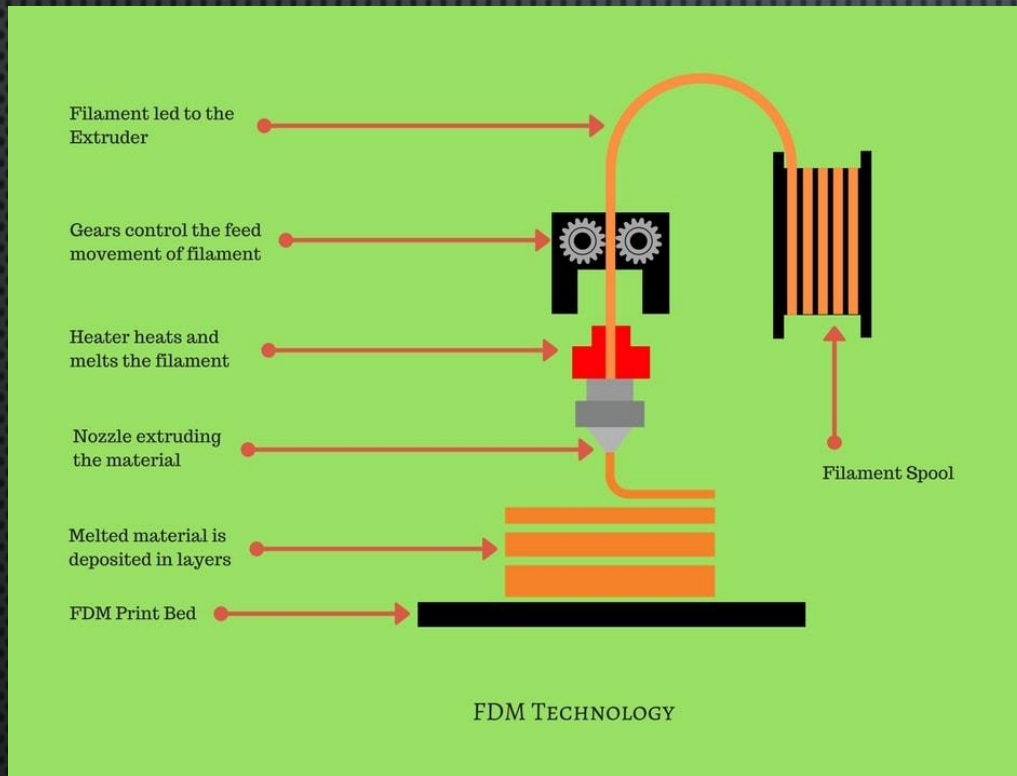 Filament led to the
Extruder
Gears control the feed
movement of filament
Heater heats and
melts the filament
Nozzle extruding
the material
Filament Spool
Melted material is
deposited in layers
FDM Print Bed
FDM Technology